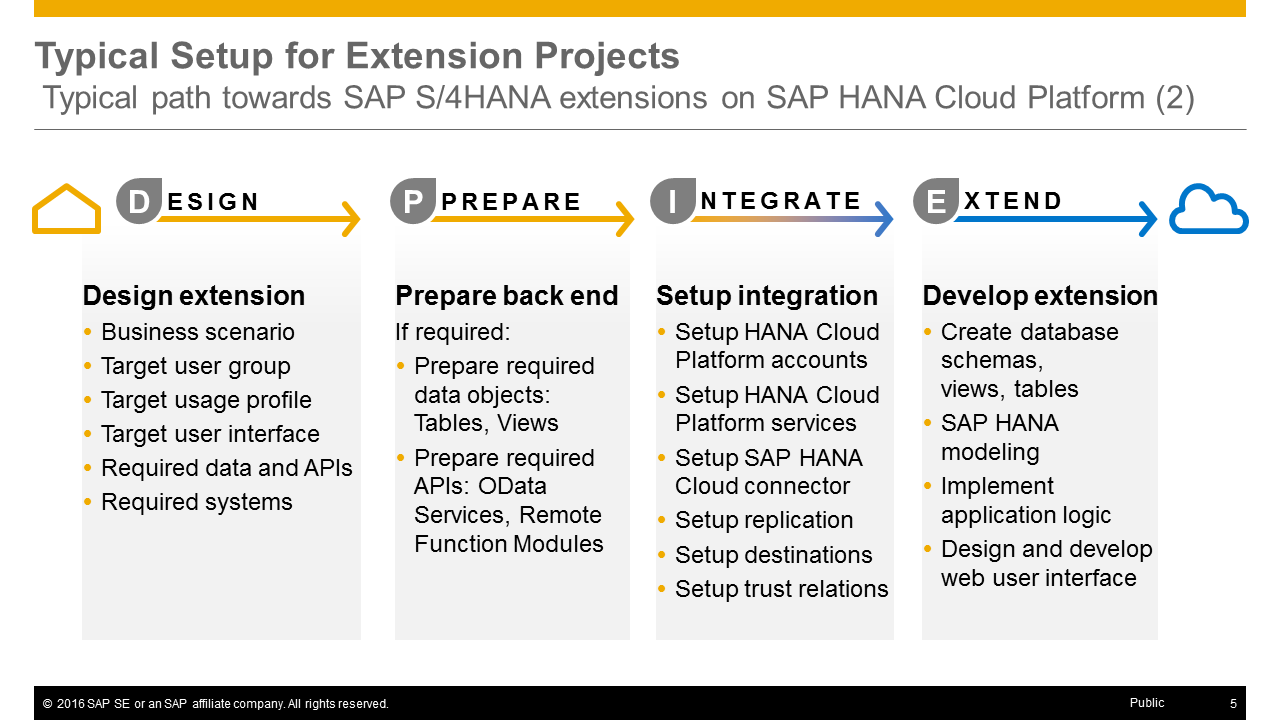 Typical Setup for Extension Projects
Typical path towards SAP S/4HANA extensions on SAP HANA Cloud Platform (2)
DESIGN
P PREPARE
INTEGRATE
EXTEND
Design extension
• Business scenario
• Target user group
• Target usage profile
• Target user interface
• Required data and APIs
• Required systems
Prepare back end
If required:
• Prepare required
data objects:
Tables, Views
• Prepare required
APIs: OData
Services, Remote
Function Modules
Setup integration
• Setup HANA Cloud
Platform accounts
• Setup HANA Cloud
Platform services
• Setup SAP HANA
Cloud connector
• Setup replication
• Setup destinations
• Setup trust relations
Develop extension
• Create database
schemas,
views, tables
• SAP HANA
modeling
• Implement
application logic
• Design and develop
web user interface
© 2016 SAP SE or an SAP affiliate company. All rights reserved.
Public
5